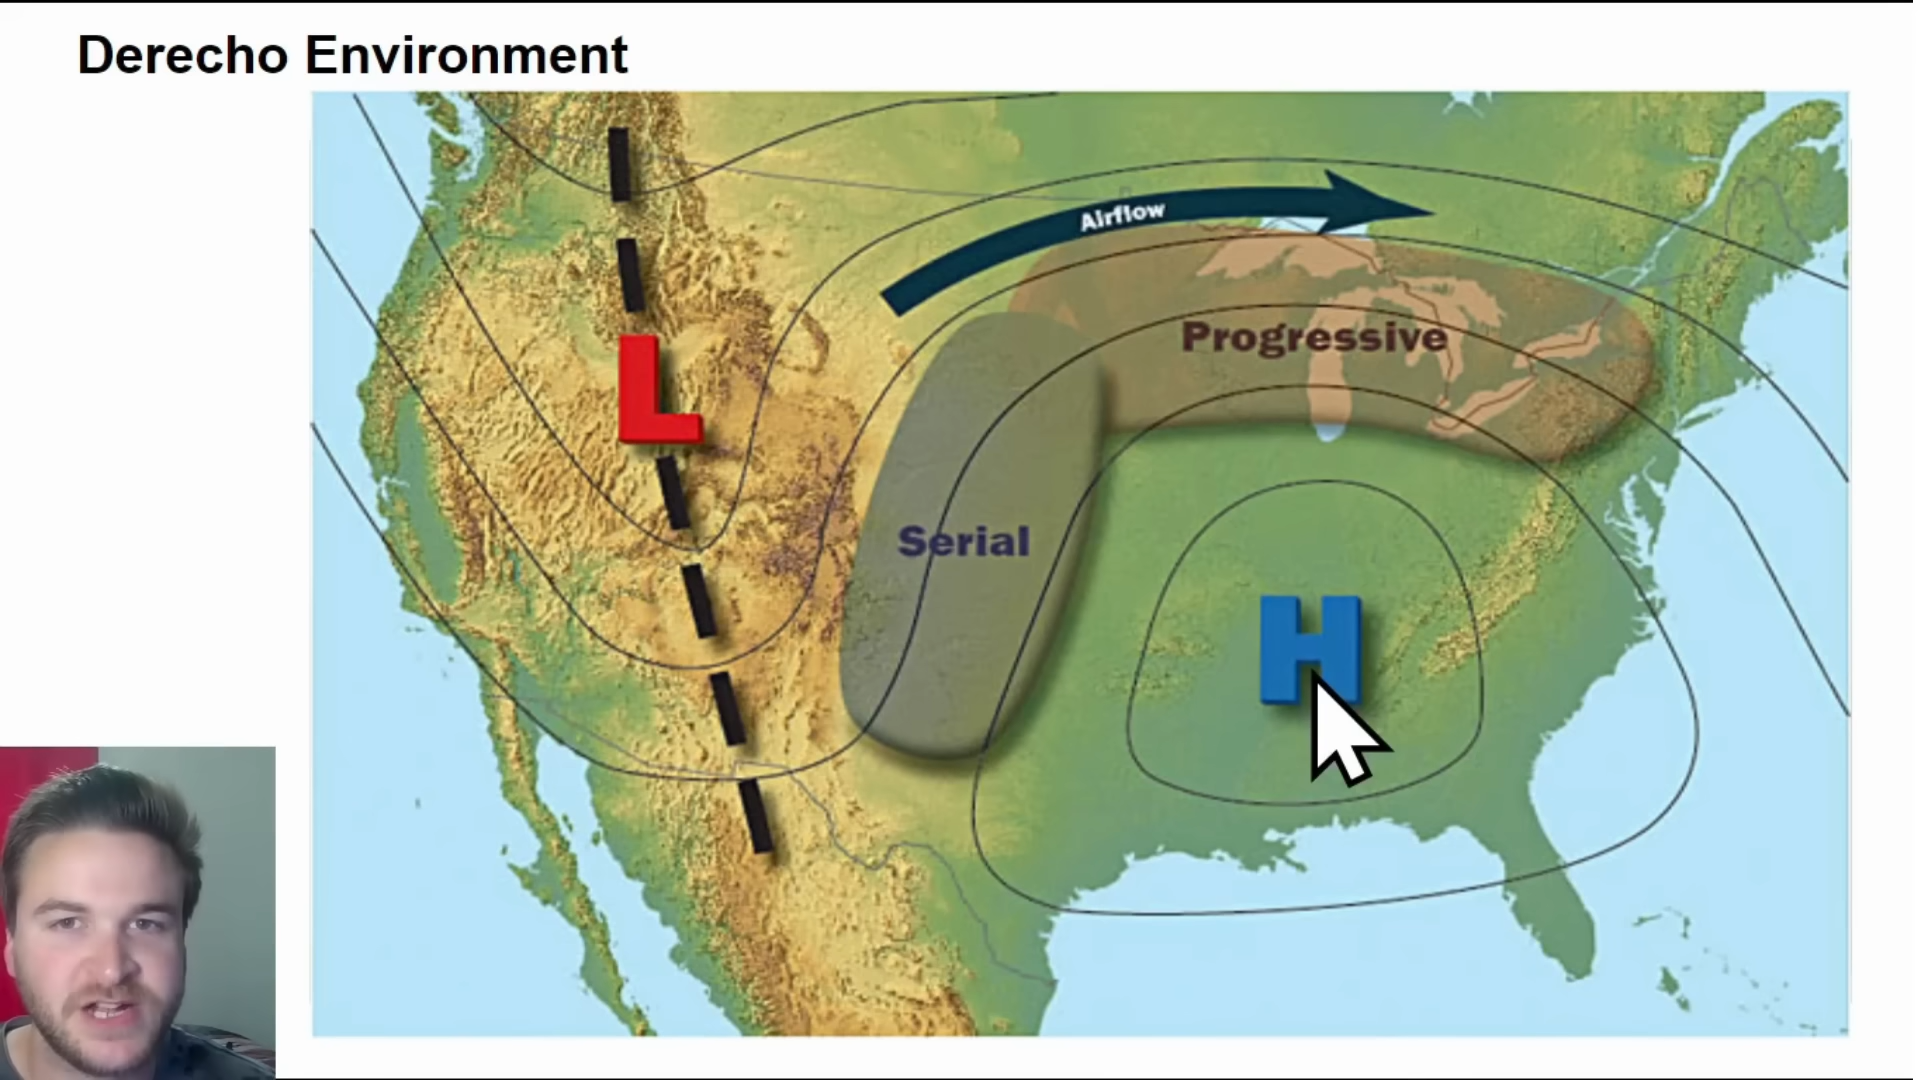 Derecho Environment
Airflow
Progressive
L
Serial
H